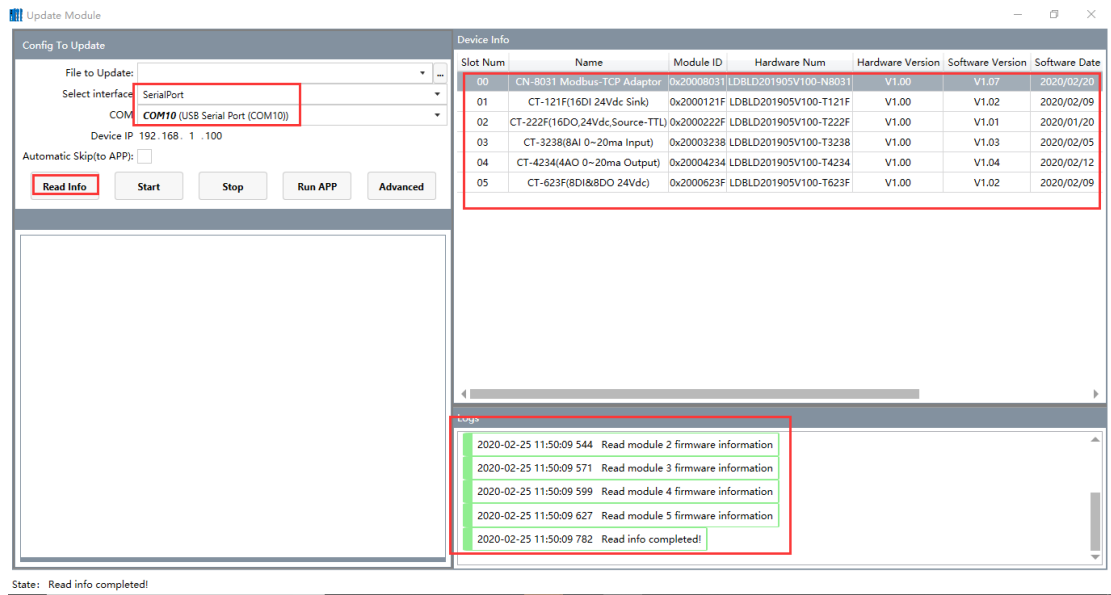 Update Module
Config To Update
File to Update:
...
Select interface SerialPort
COM COM10 (USB Serial Port (COM10))
Device IP 192.168. 1 .100
Automatic Skip(to APP):
Read Info Start Stop Run APP Advanced
Device Info
Slot Num Name Module ID Hardware Num Hardware Version Software Version Software Date
00 CN-8031 Modbus-TCP Adaptor 0x20008031 LDBLD201905V100-N8031 V1.00 V1.07 2020/02/20
01 CT-121F(16DI 24Vdc Sink) 0x2000121F LDBLD201905V100-T121F V1.00 V1.02 2020/02/09
02 CT-222F(16DO,24Vdc,Source-TTL) 0x2000222F LDBLD201905V100-T222F V1.00 V1.01 2020/01/20
03 CT-3238(8AI 0~20ma Input) 0x20003238 LDBLD201905V100-T3238 V1.00 V1.03 2020/02/05
04 CT-4234(4AO 0~20ma Output) 0x20004234 LDBLD201905V100-T4234 V1.00 V1.04 2020/02/12
05 CT-623F(8DI&8DO 24Vdc) 0x2000623F LDBLD201905V100-T623F V1.00 V1.02 2020/02/09
Logs
2020-02-25 11:50:09 544 Read module 2 firmware information
2020-02-25 11:50:09 571 Read module 3 firmware information
2020-02-25 11:50:09 599 Read module 4 firmware information
2020-02-25 11:50:09 627 Read module 5 firmware information
2020-02-25 11:50:09 782 Read info completed!
State: Read info completed!